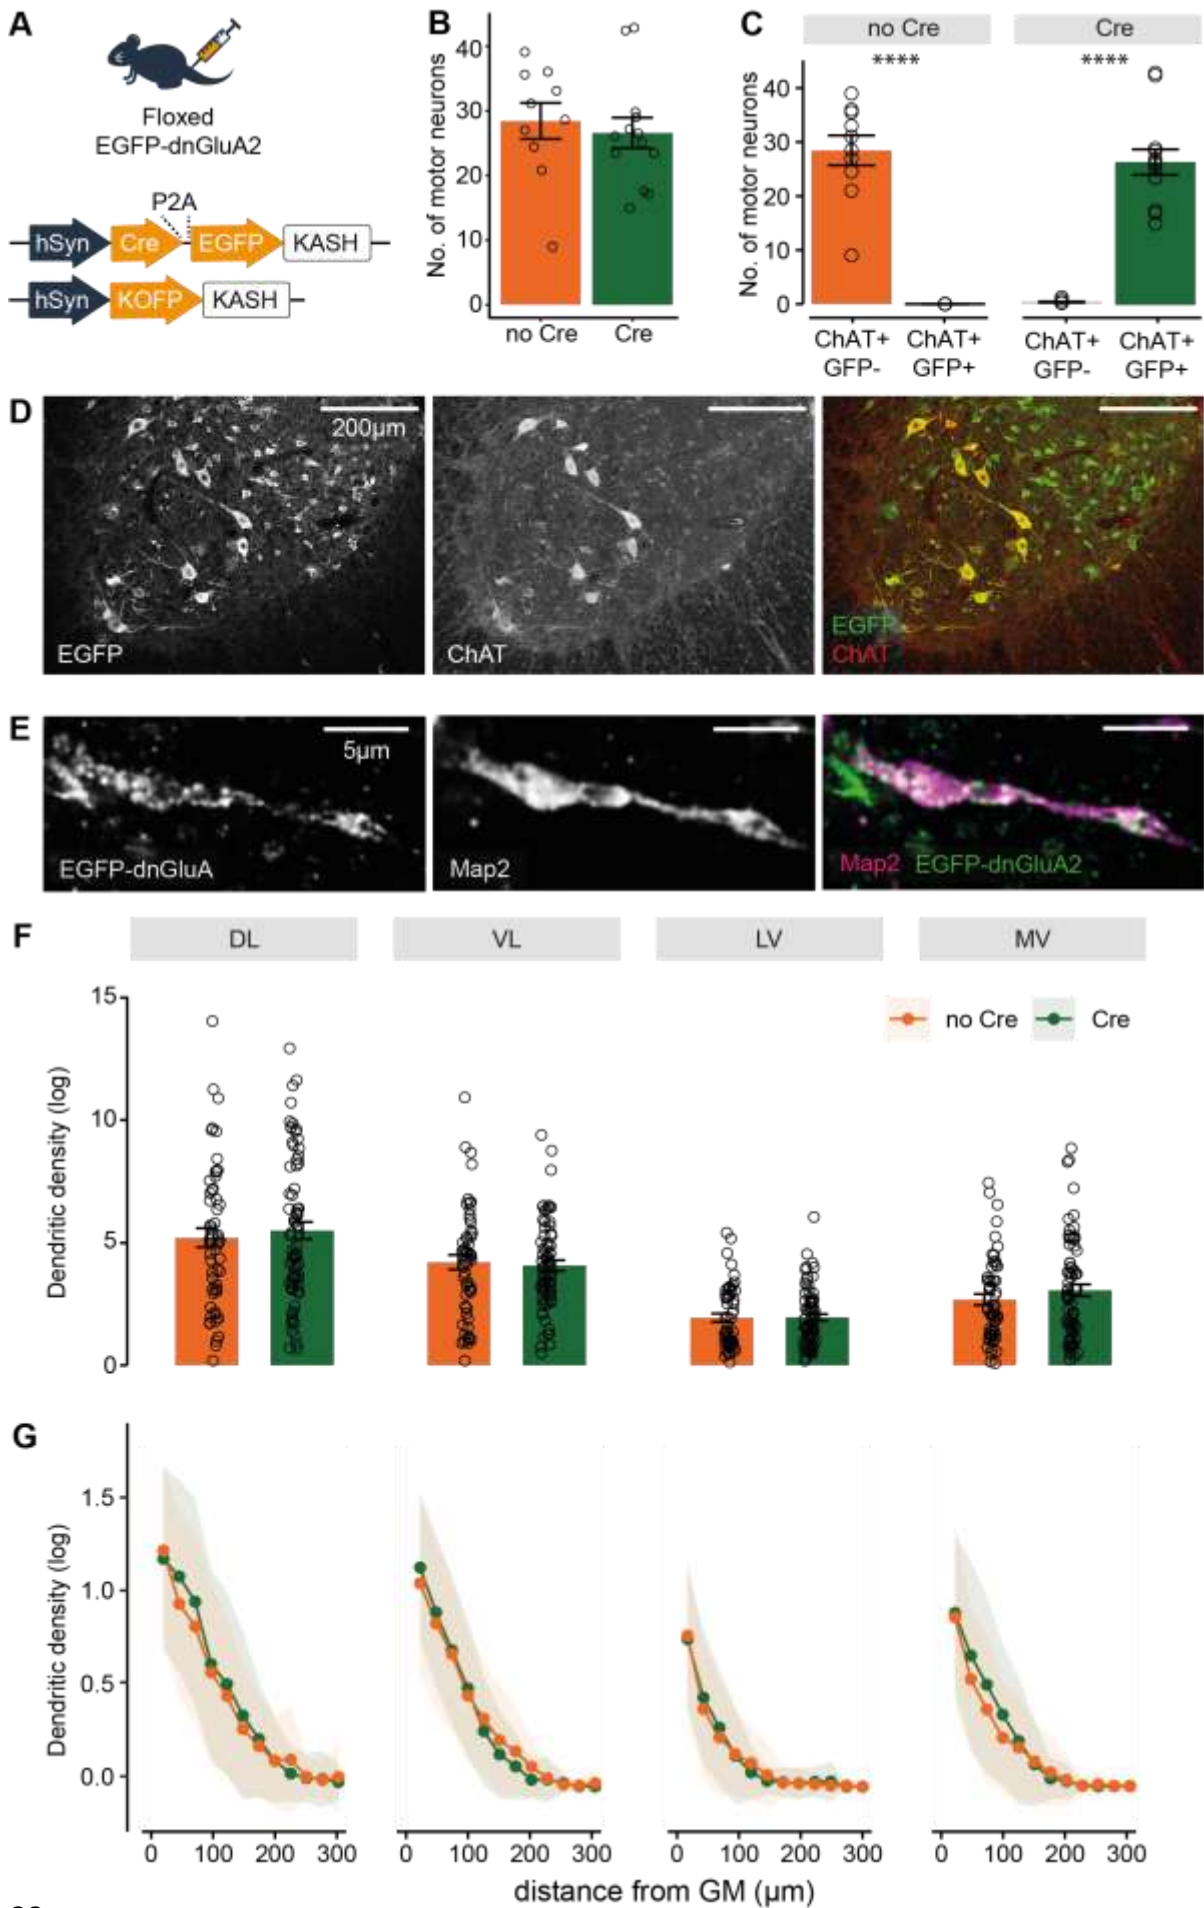 A
Floxed
EGFP-dnGluA2
P2A
hSyn Cre EGFP KASH
hSyn KOFP KASH
B
No. of motor neurons
40
30
20
10
0
no Cre Cre
C
no Cre Cre
**** ****
No. of motor neurons
40
30
20
10
0
ChAT+ ChAT+ ChAT+ ChAT+
GFP- GFP+ GFP- GFP+
D
200µm
EGFP
ChAT
EGFP
ChAT
E
5µm
EGFP-dnGluA
Map2
Map2 EGFP-dnGluA2
F
DL VL LV MV
no Cre Cre
Dendritic density (log)
15
10
5
0
G
Dendritic density (log)
1.5
1.0
0.5
0.0
0 100 200 300 0 100 200 300 0 100 200 300 0 100 200 300
distance from GM (µm)